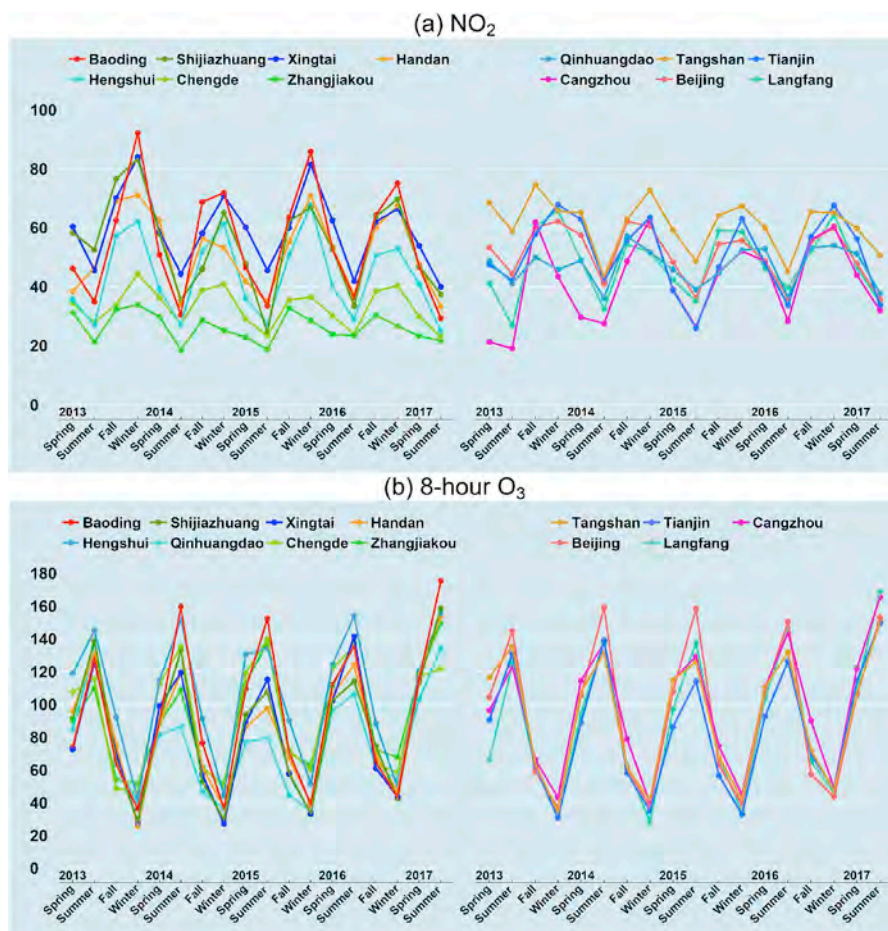 (a) NO₂
Baoding Shijiazhuang Xingtai Handan
Hengshui Chengde Zhangjiakou
Qinhuangdao Tangshan Tianjin
Cangzhou Beijing Langfang
100
80
60
40
20
0
2013 2014 2015 2016 2017
Spring Summer Fall Winter Spring Summer Fall Winter Spring Summer Fall Winter Spring Summer Fall Winter Spring Summer
2013 2014 2015 2016 2017
Spring Summer Fall Winter Spring Summer Fall Winter Spring Summer Fall Winter Spring Summer Fall Winter Spring Summer
(b) 8-hour O₃
Baoding Shijiazhuang Xingtai Handan
Hengshui Qinhuangdao Chengde Zhangjiakou
Tangshan Tianjin Cangzhou
Beijing Langfang
180
160
140
120
100
80
60
40
20
0
2013 2014 2015 2016 2017
Spring Summer Fall Winter Spring Summer Fall Winter Spring Summer Fall Winter Spring Summer Fall Winter Spring Summer
2013 2014 2015 2016 2017
Spring Summer Fall Winter Spring Summer Fall Winter Spring Summer Fall Winter Spring Summer Fall Winter Spring Summer